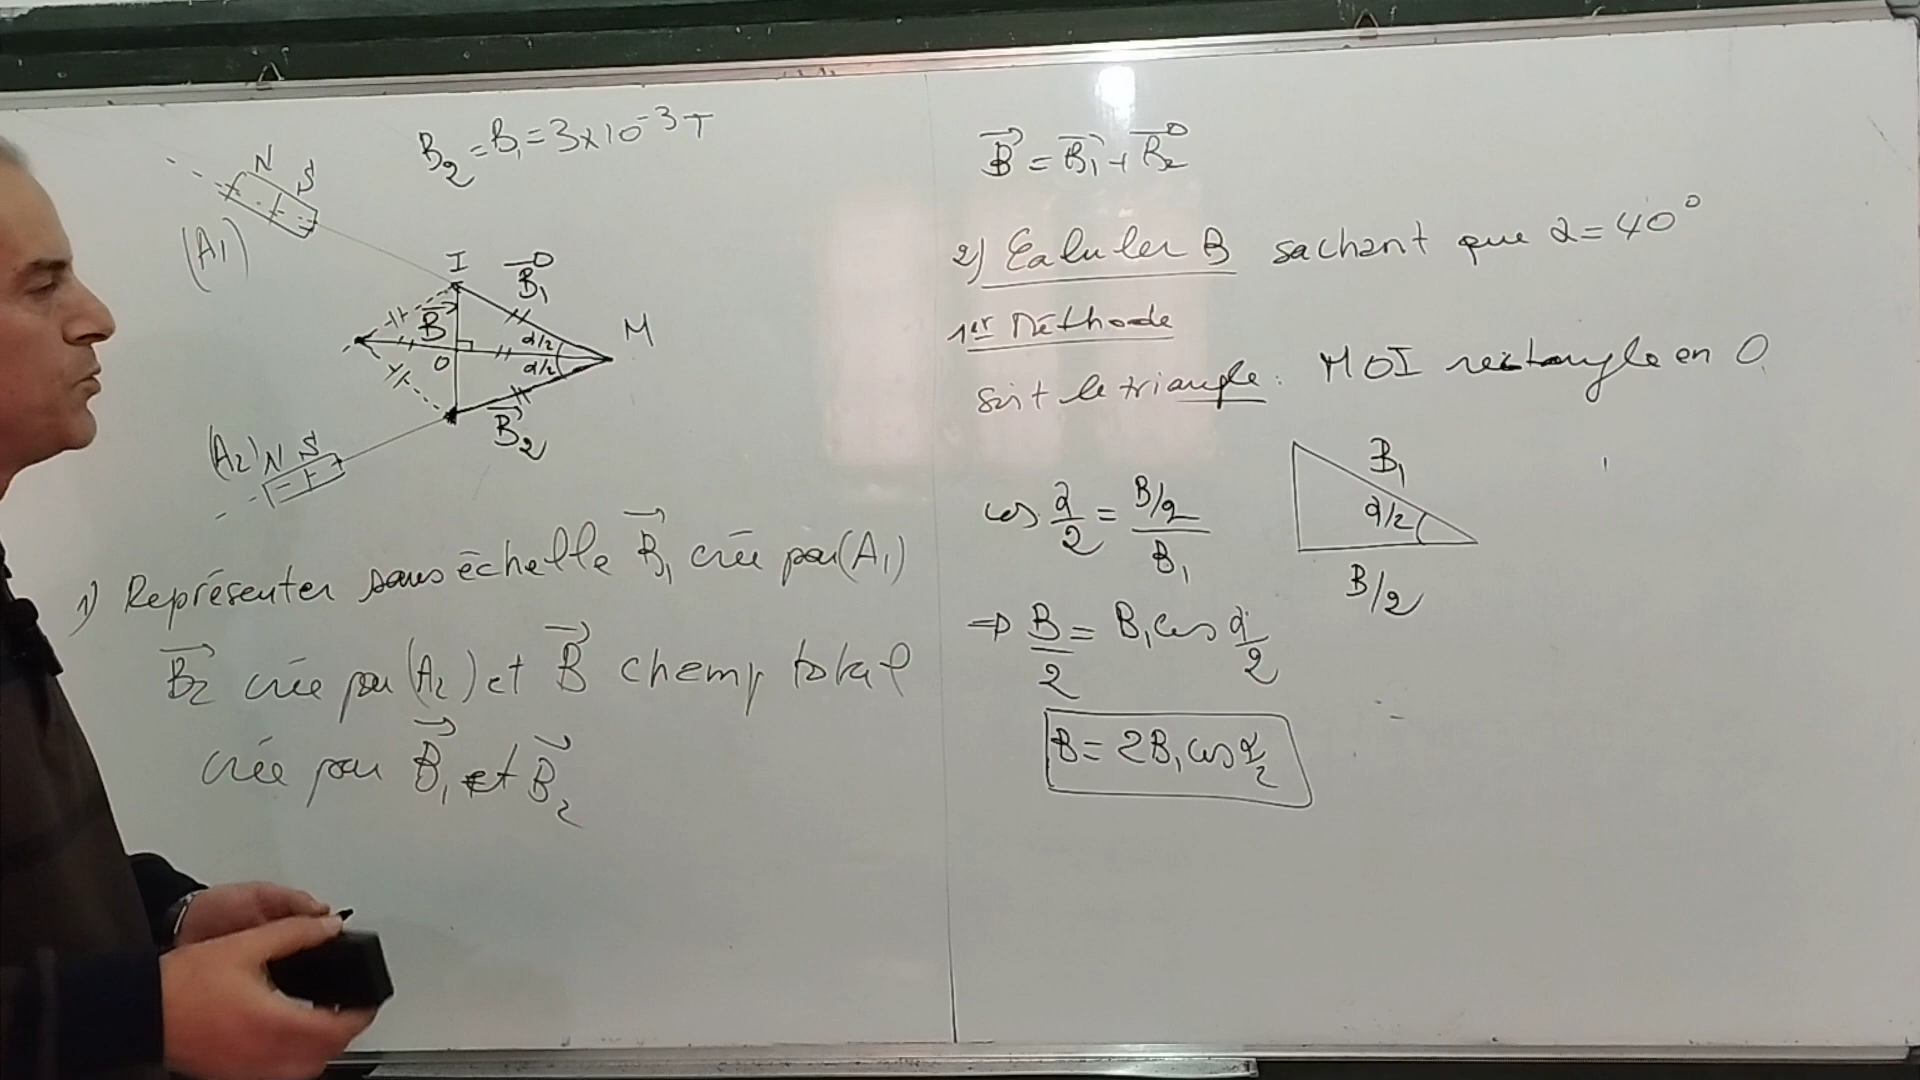 B₂ = B₁ = 3×10⁻³ T
N S
(A1)
I
B₁
B
M
α/2
O
α/2
B₂
(A2) N S
1) Représenter sans échelle B₁ crée par (A1)
B₂ crée par (A2) et B chemp total
crée par B₁ et B₂
B = B₁ + B₂
2) Caluler B sachant que α = 40°
1er Méthode
soit le triangle : MOI rectangle en O
B₁
cos α/2 = B/2 / B₁
α/2
B/2
⇒ B/2 = B₁ cos α/2
B = 2B₁ cos α/2